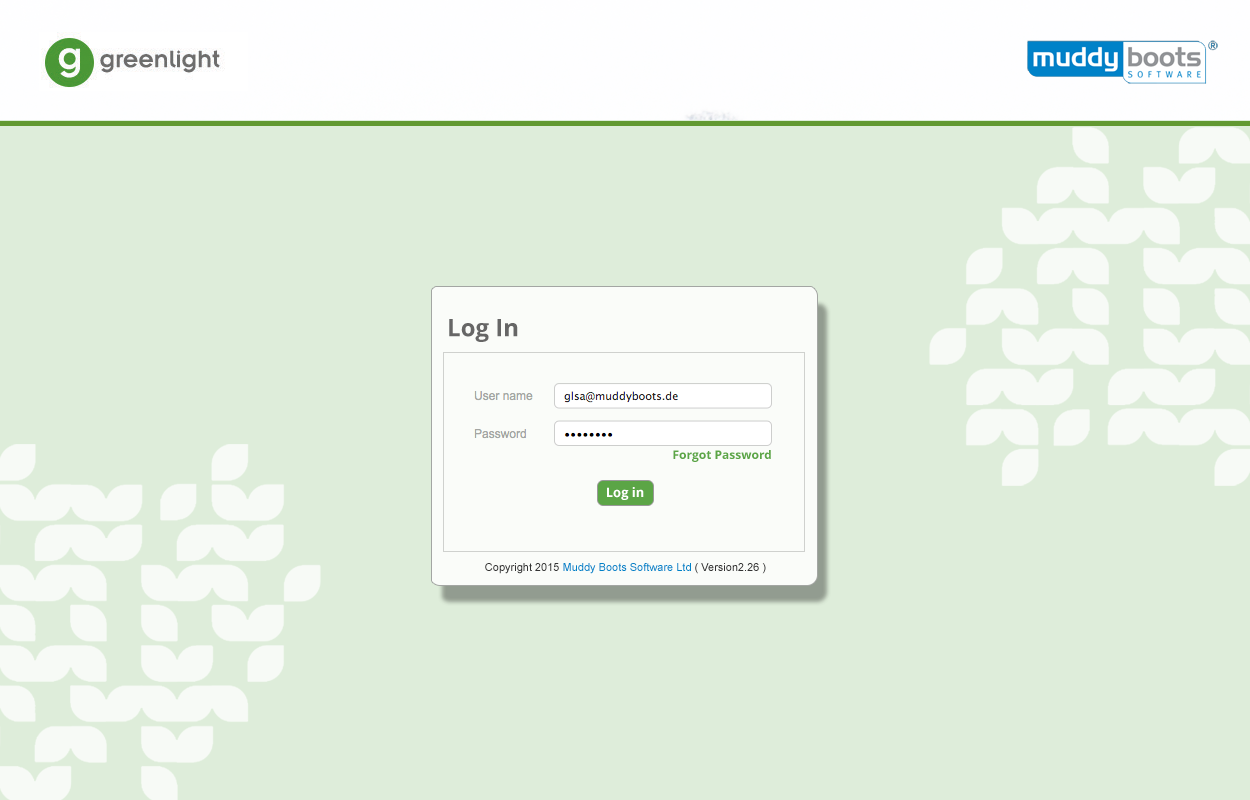 greenlight
muddy boots ®
SOFTWARE
Log In
User name glsa@muddyboots.de
Password ••••••••
Forgot Password
Log in
Copyright 2015 Muddy Boots Software Ltd ( Version2.26 )